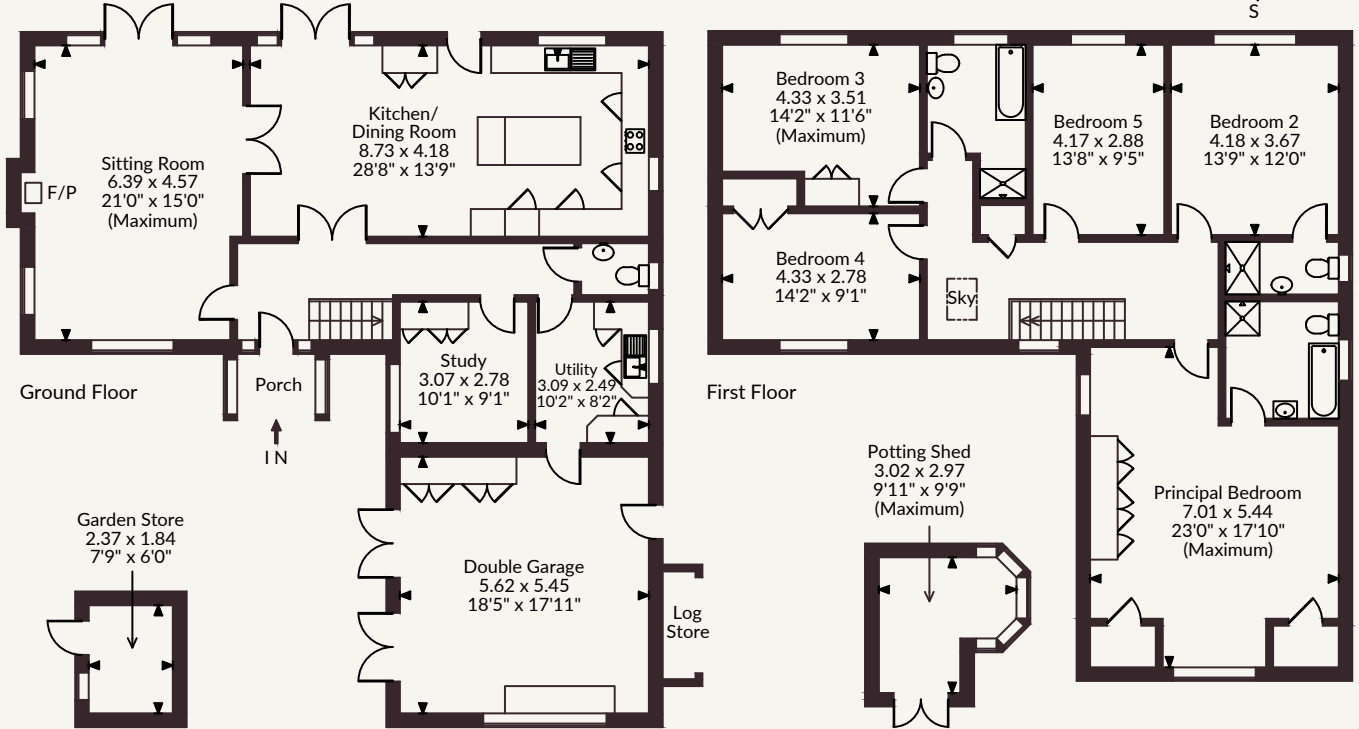 S
Sitting Room
6.39 x 4.57
21'0" x 15'0"
(Maximum)
F/P
Kitchen/
Dining Room
8.73 x 4.18
28'8" x 13'9"
Study
3.07 x 2.78
10'1" x 9'1"
Utility
3.09 x 2.49
10'2" x 8'2"
Porch
IN
Ground Floor
Garden Store
2.37 x 1.84
7'9" x 6'0"
Double Garage
5.62 x 5.45
18'5" x 17'11"
Log
Store
Bedroom 3
4.33 x 3.51
14'2" x 11'6"
(Maximum)
Bedroom 5
4.17 x 2.88
13'8" x 9'5"
Bedroom 2
4.18 x 3.67
13'9" x 12'0"
Bedroom 4
4.33 x 2.78
14'2" x 9'1"
Sky
First Floor
Potting Shed
3.02 x 2.97
9'11" x 9'9"
(Maximum)
Principal Bedroom
7.01 x 5.44
23'0" x 17'10"
(Maximum)